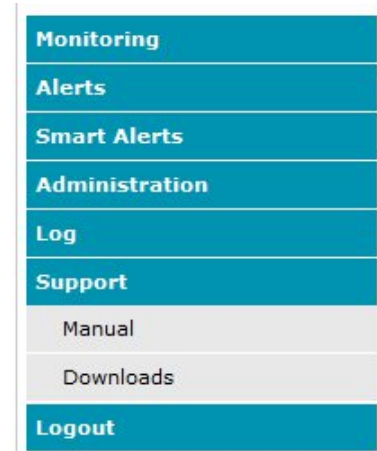 Monitoring
Alerts
Smart Alerts
Administration
Log
Support
Manual
Downloads
Logout